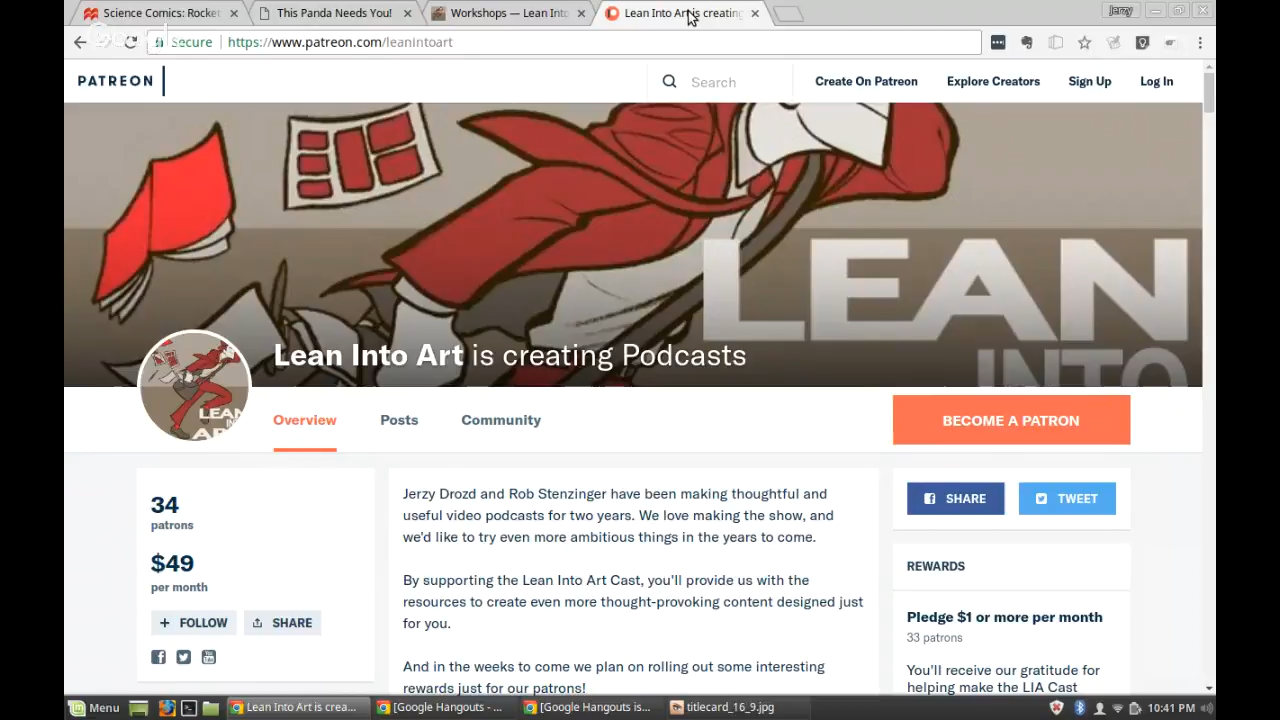 Science Comics: Rocket
This Panda Needs You!
Workshops — Lean Into
Lean Into Art is creating
Jerzy
Secure https://www.patreon.com/leanintoart
PATREON
Search
Create On Patreon
Explore Creators
Sign Up
Log In
LEAN
INTO
LEAN
INTO
ART
Lean Into Art is creating Podcasts
Overview
Posts
Community
BECOME A PATRON
34
patrons
$49
per month
+ FOLLOW
SHARE
Jerzy Drozd and Rob Stenzinger have been making thoughtful and
useful video podcasts for two years. We love making the show, and
we'd like to try even more ambitious things in the years to come.
By supporting the Lean Into Art Cast, you'll provide us with the
resources to create even more thought-provoking content designed just
for you.
And in the weeks to come we plan on rolling out some interesting
rewards just for our patrons!
SHARE
TWEET
REWARDS
Pledge $1 or more per month
33 patrons
You'll receive our gratitude for
helping make the LIA Cast
Menu
Lean Into Art is crea...
[Google Hangouts - ...
[Google Hangouts is...
titlecard_16_9.jpg
10:41 PM